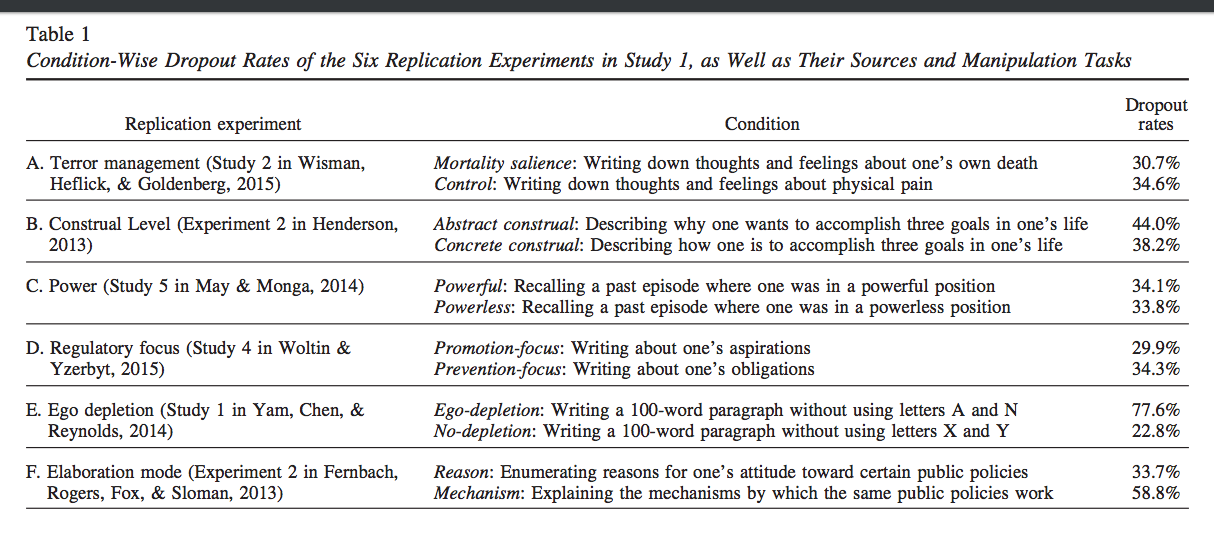 Table 1
Condition-Wise Dropout Rates of the Six Replication Experiments in Study 1, as Well as Their Sources and Manipulation Tasks
Replication experiment Condition Dropout rates
A. Terror management (Study 2 in Wisman, Heflick, & Goldenberg, 2015)
Mortality salience: Writing down thoughts and feelings about one's own death 30.7%
Control: Writing down thoughts and feelings about physical pain 34.6%
B. Construal Level (Experiment 2 in Henderson, 2013)
Abstract construal: Describing why one wants to accomplish three goals in one's life 44.0%
Concrete construal: Describing how one is to accomplish three goals in one's life 38.2%
C. Power (Study 5 in May & Monga, 2014)
Powerful: Recalling a past episode where one was in a powerful position 34.1%
Powerless: Recalling a past episode where one was in a powerless position 33.8%
D. Regulatory focus (Study 4 in Woltin & Yzerbyt, 2015)
Promotion-focus: Writing about one's aspirations 29.9%
Prevention-focus: Writing about one's obligations 34.3%
E. Ego depletion (Study 1 in Yam, Chen, & Reynolds, 2014)
Ego-depletion: Writing a 100-word paragraph without using letters A and N 77.6%
No-depletion: Writing a 100-word paragraph without using letters X and Y 22.8%
F. Elaboration mode (Experiment 2 in Fernbach, Rogers, Fox, & Sloman, 2013)
Reason: Enumerating reasons for one's attitude toward certain public policies 33.7%
Mechanism: Explaining the mechanisms by which the same public policies work 58.8%